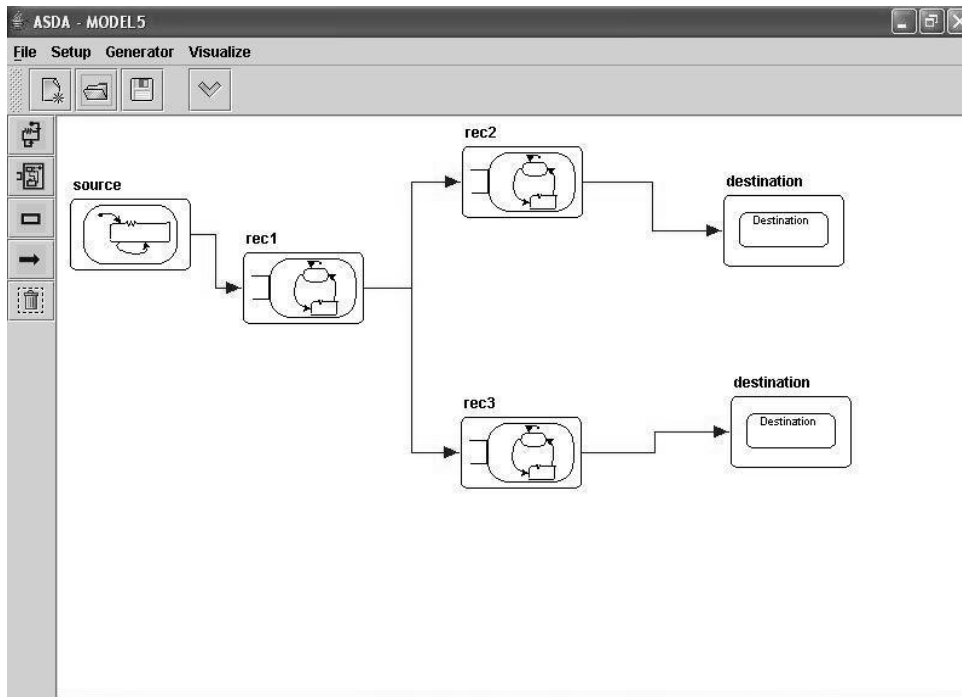 ASDA - MODEL5
File Setup Generator Visualize
rec2
source
destination
Destination
rec1
destination
rec3
Destination